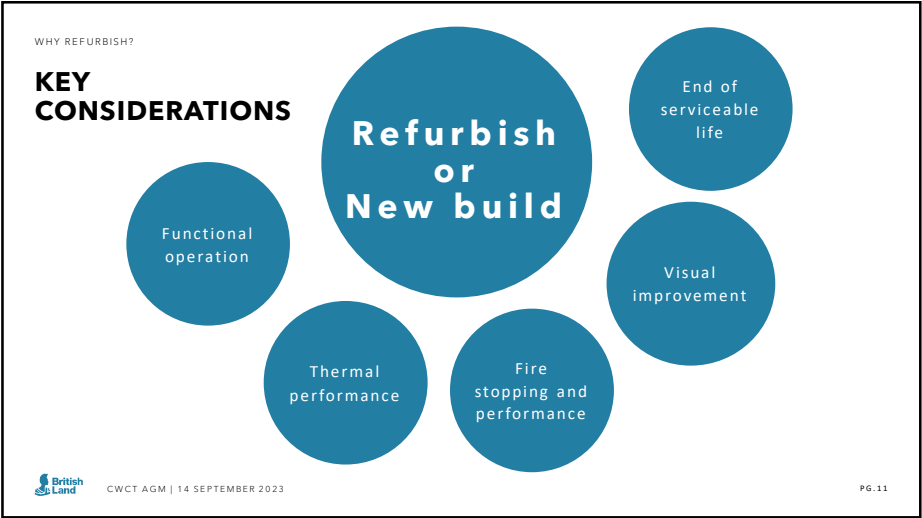 WHY REFURBISH?
KEY
CONSIDERATIONS
Refurbish
or
New build
End of
serviceable
life
Functional
operation
Visual
improvement
Thermal
performance
Fire
stopping and
performance
British
Land
CWCT AGM | 14 SEPTEMBER 2023
PG.11